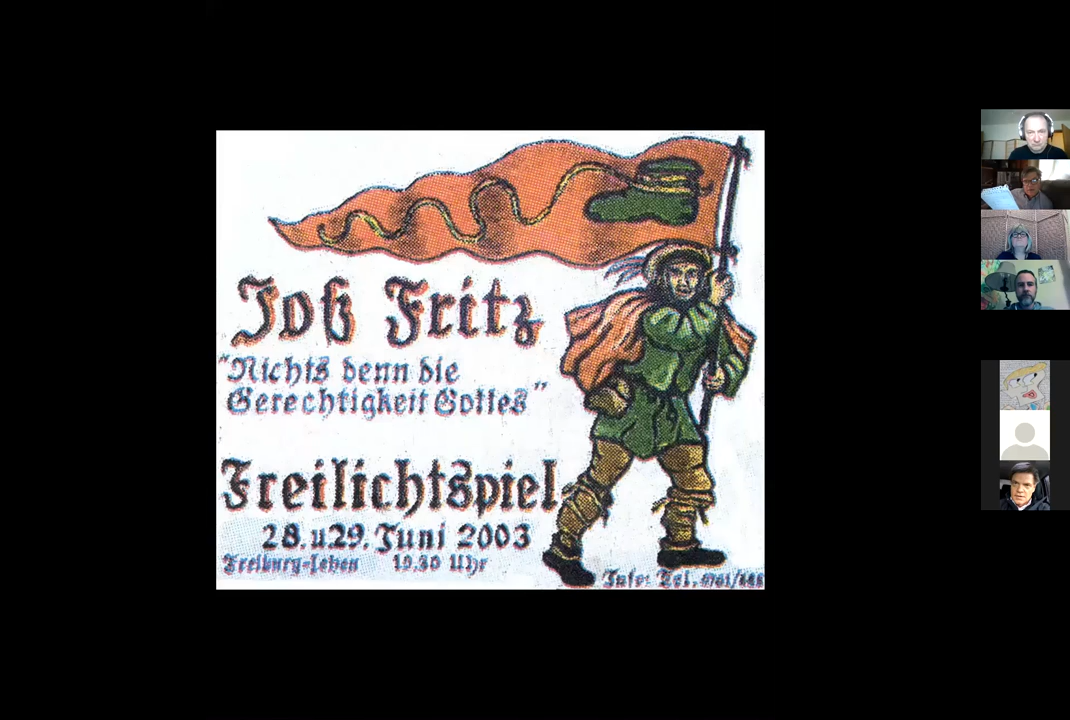 Joß Fritz
"Nichts denn die
Gerechtigkeit Gottes"
Freilichtspiel
28. u. 29. Juni 2003
Freiburg-Lehen 19.30 Uhr
Info: Tel.